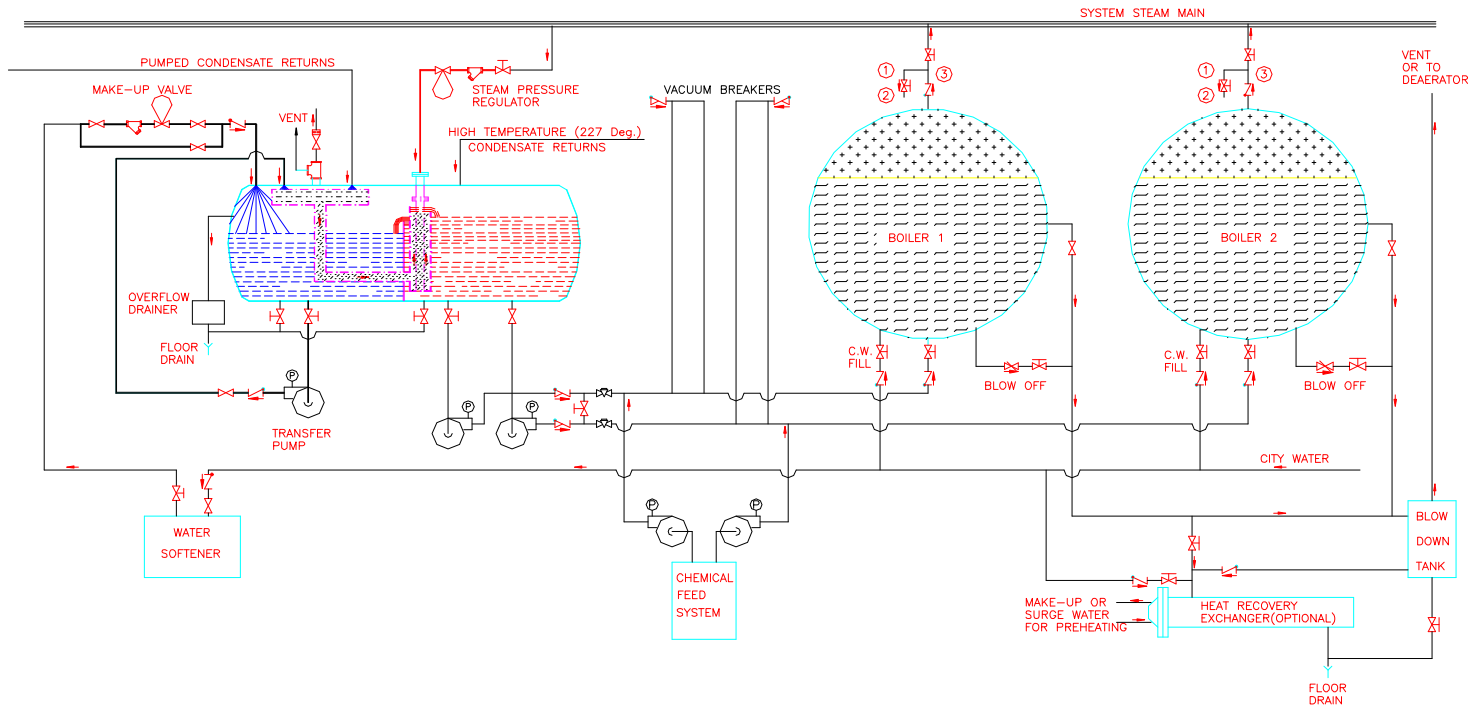 SYSTEM STEAM MAIN
PUMPED CONDENSATE RETURNS
MAKE-UP VALVE
STEAM PRESSURE
REGULATOR
VACUUM BREAKERS
VENT
OR TO
DEAERATOR
1
2
3
1
2
3
VENT
HIGH TEMPERATURE (227 Deg.)
CONDENSATE RETURNS
BOILER 1
BOILER 2
OVERFLOW
DRAINER
FLOOR
DRAIN
C.W.
FILL
C.W.
FILL
BLOW OFF
BLOW OFF
P
P
P
TRANSFER
PUMP
CITY WATER
P
P
WATER
SOFTENER
BLOW
DOWN
TANK
CHEMICAL
FEED
SYSTEM
MAKE-UP OR
SURGE WATER
FOR PREHEATING
HEAT RECOVERY
EXCHANGER(OPTIONAL)
FLOOR
DRAIN